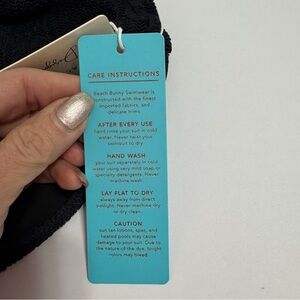 CARE INSTRUCTIONS
Beach Bunny Swimwear is
constructed with the finest
imported fabrics, and
delicate trims.
AFTER EVERY USE
hand rinse your suit in cold
water. Never twist your
swimsuit to dry.
HAND WASH
your suit seperately in cold
water using very mild soap or
specialty detergents. Never
machine wash.
LAY FLAT TO DRY
always away from direct
sunlight. Never machine dry
or dry clean.
CAUTION
sun tan lotions, spas, and
heated pools may cause
damage to your suit. Due to
the nature of the dye, bright
colors may bleed.